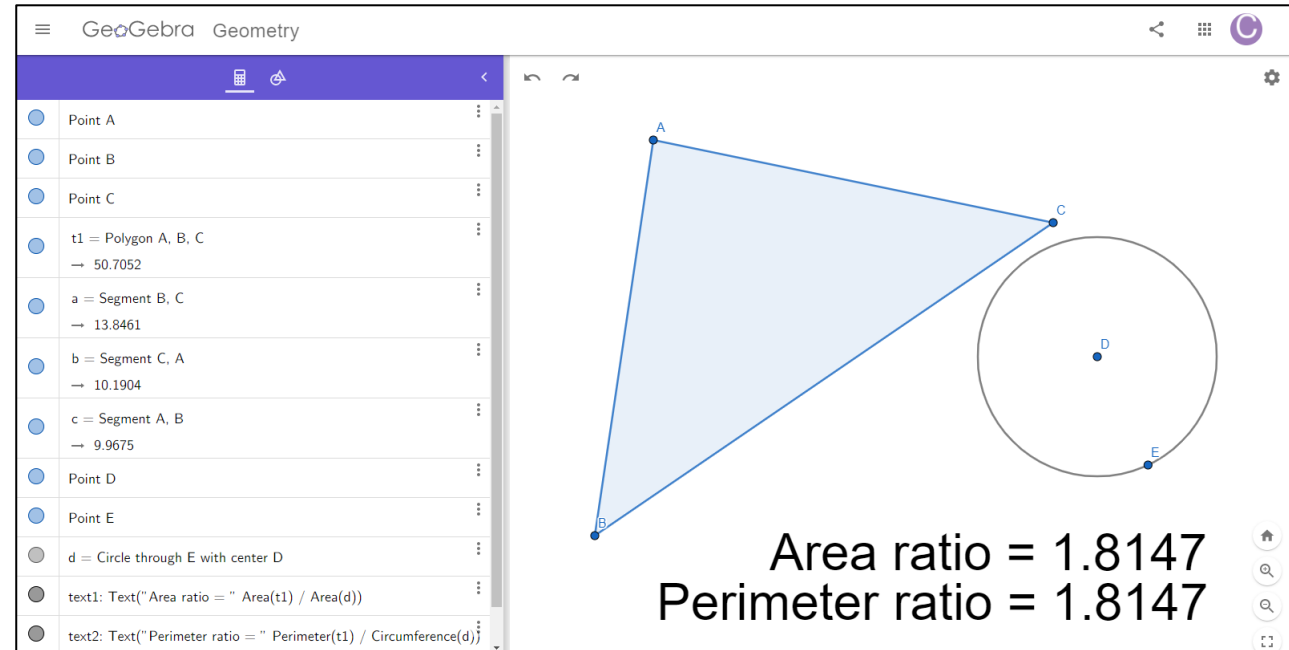 GeoGebra Geometry
C
Point A
Point B
Point C
t1 = Polygon A, B, C
→ 50.7052
a = Segment B, C
→ 13.8461
b = Segment C, A
→ 10.1904
c = Segment A, B
→ 9.9675
Point D
Point E
d = Circle through E with center D
text1: Text("Area ratio = " Area(t1) / Area(d))
text2: Text("Perimeter ratio = " Perimeter(t1) / Circumference(d))
A
C
D
E
B
Area ratio = 1.8147
Perimeter ratio = 1.8147